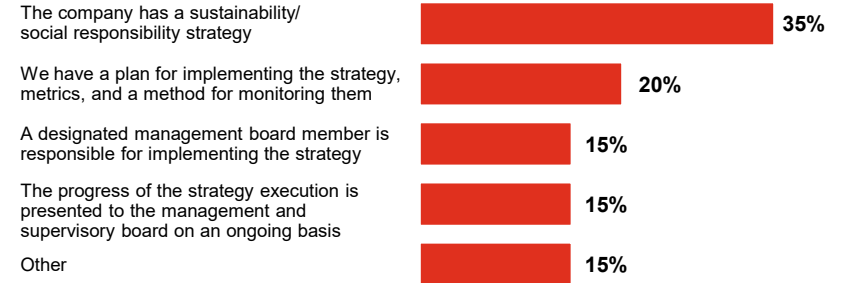 The company has a sustainability/
social responsibility strategy
35%
We have a plan for implementing the strategy,
metrics, and a method for monitoring them
20%
A designated management board member is
responsible for implementing the strategy
15%
The progress of the strategy execution is
presented to the management and
supervisory board on an ongoing basis
15%
Other
15%